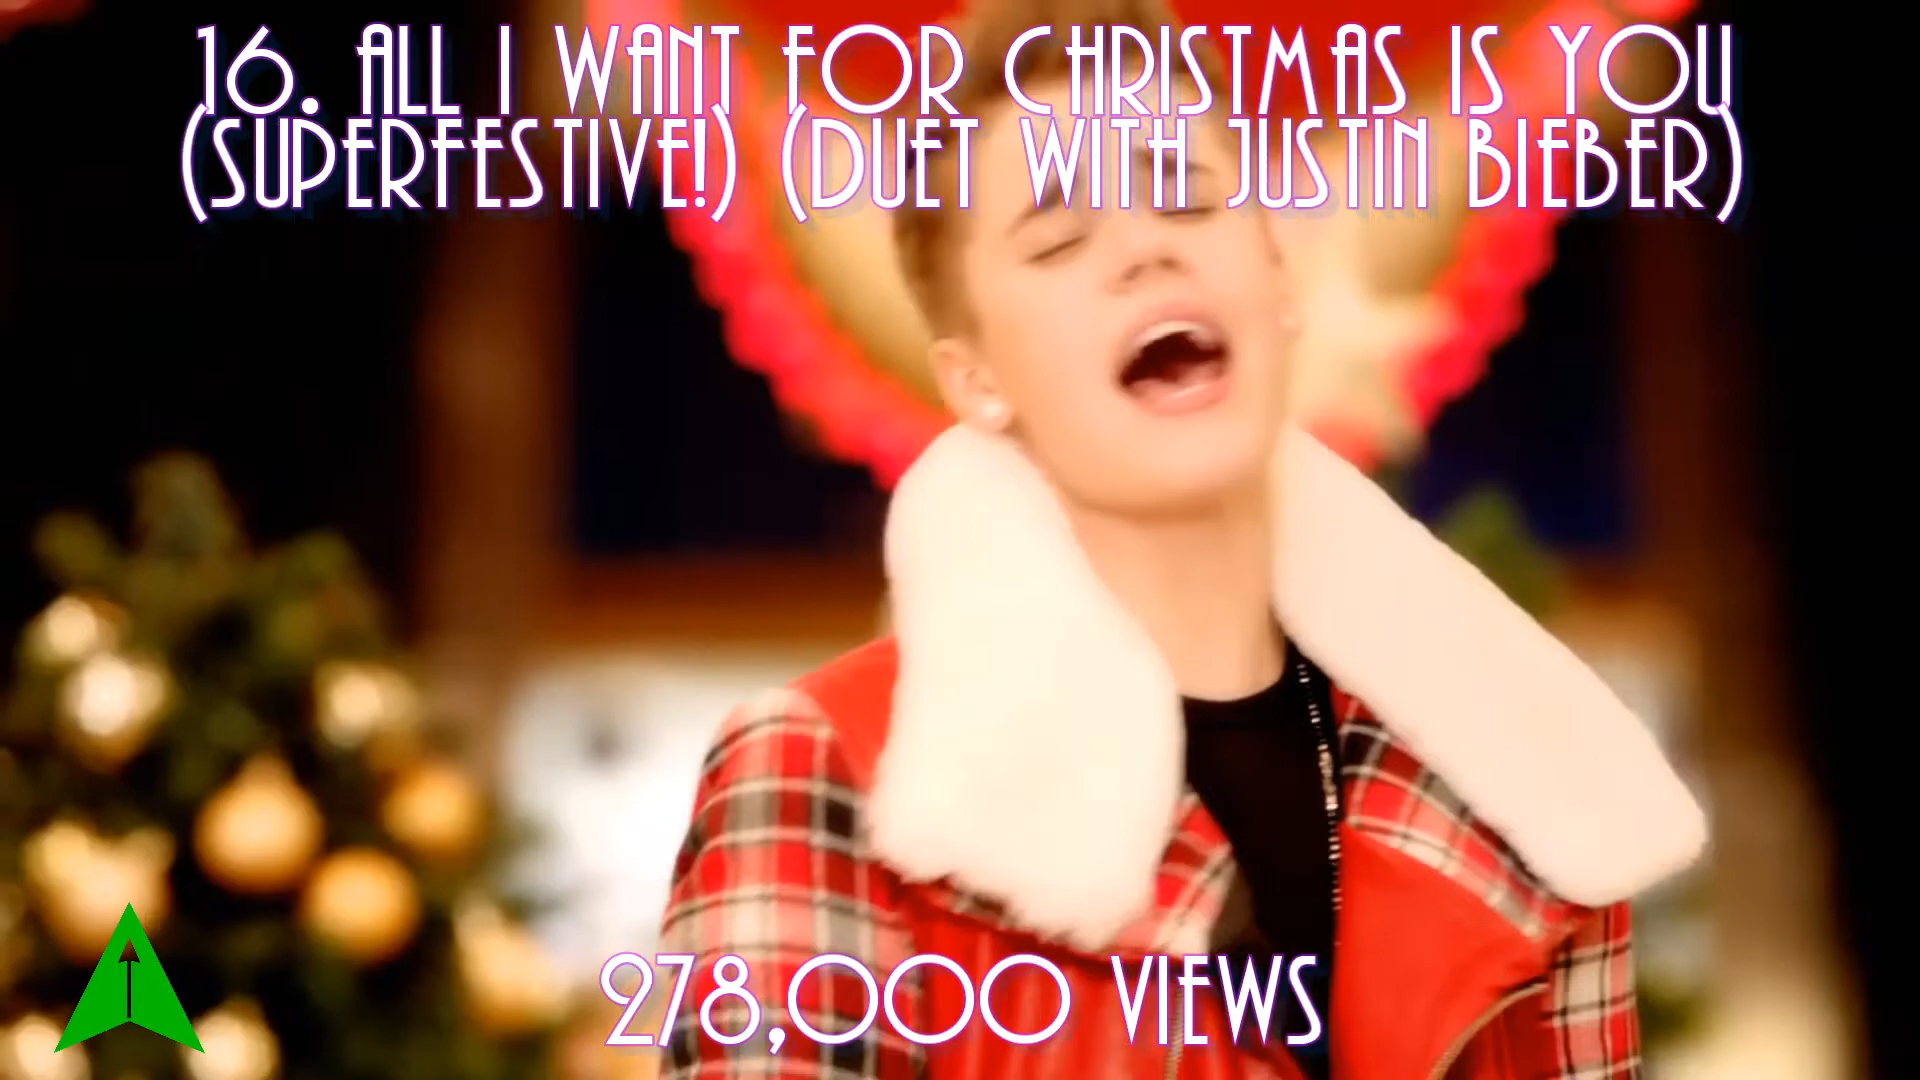 16. ALL I WANT FOR CHRISTMAS IS YOU
(SUPERFESTIVE!) (DUET WITH JUSTIN BIEBER)
278,000 VIEWS